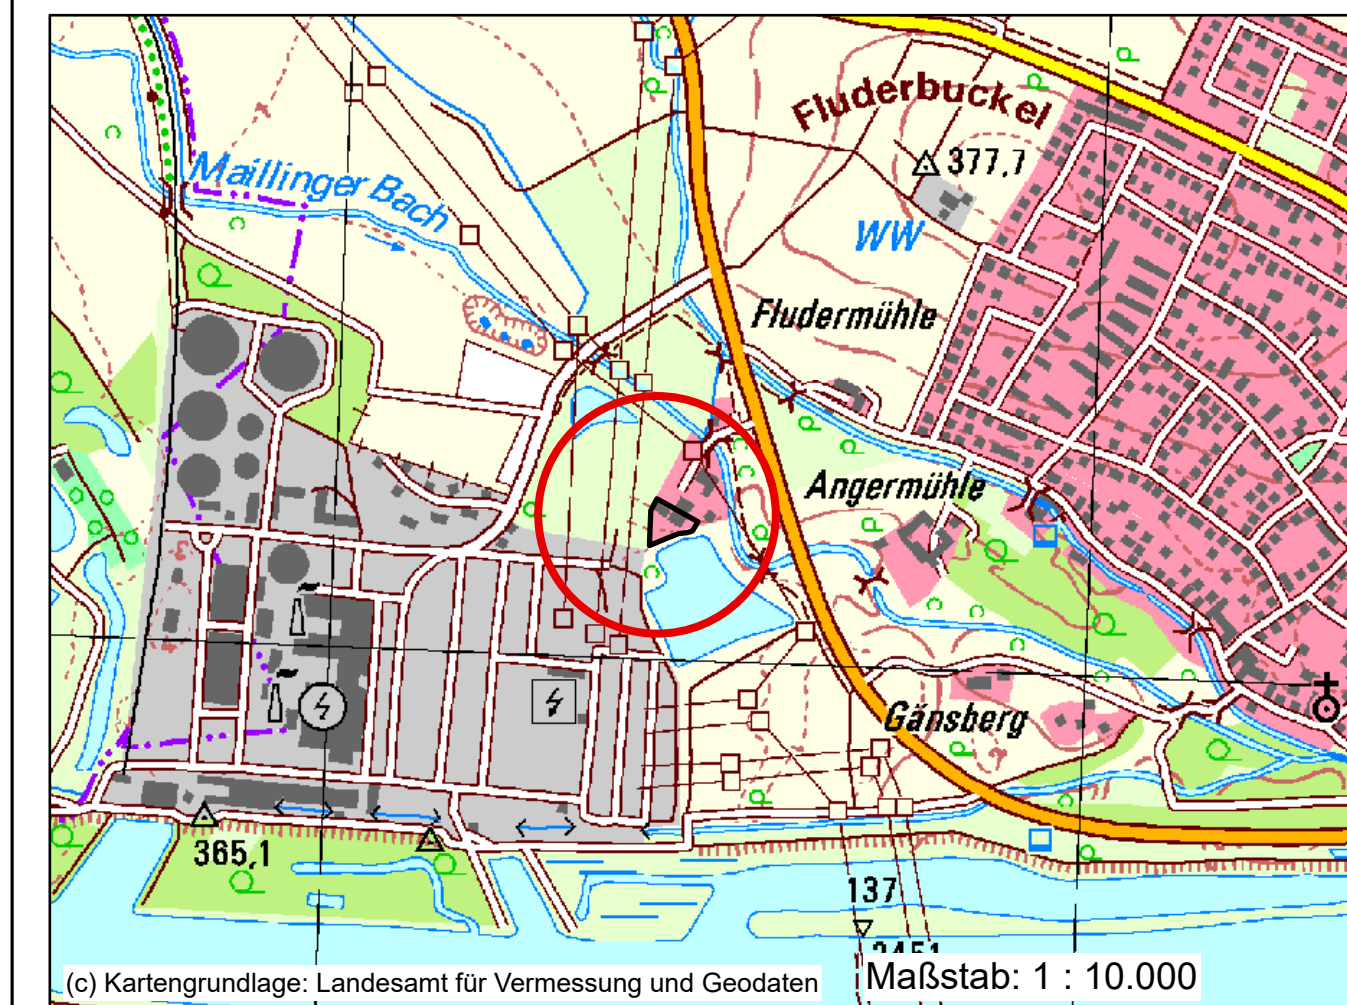 Fluderbuckel
377,7
Maillinger Bach
WW
Fludermühle
Angermühle
Gänsberg
365,1
137
2451
(c) Kartengrundlage: Landesamt für Vermessung und Geodaten
Maßstab: 1 : 10.000